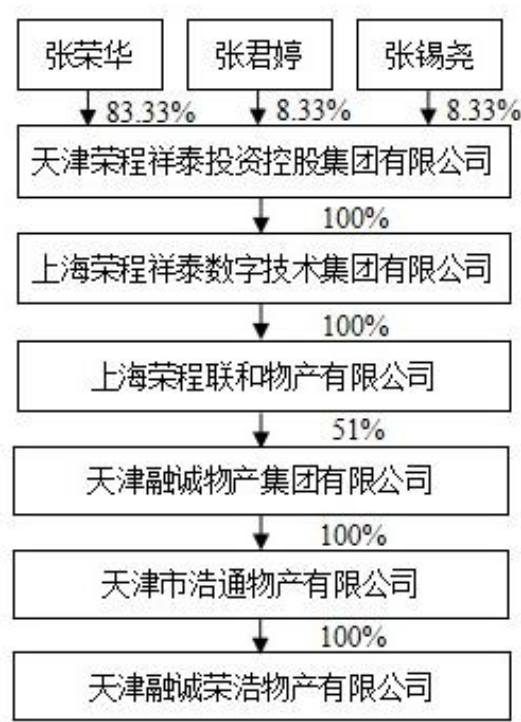 张荣华 张君婷 张锡尧
83.33% 8.33% 8.33%
天津荣程祥泰投资控股集团有限公司
100%
上海荣程祥泰数字技术集团有限公司
100%
上海荣程联和物产有限公司
51%
天津融诚物产集团有限公司
100%
天津市浩通物产有限公司
100%
天津融诚荣浩物产有限公司